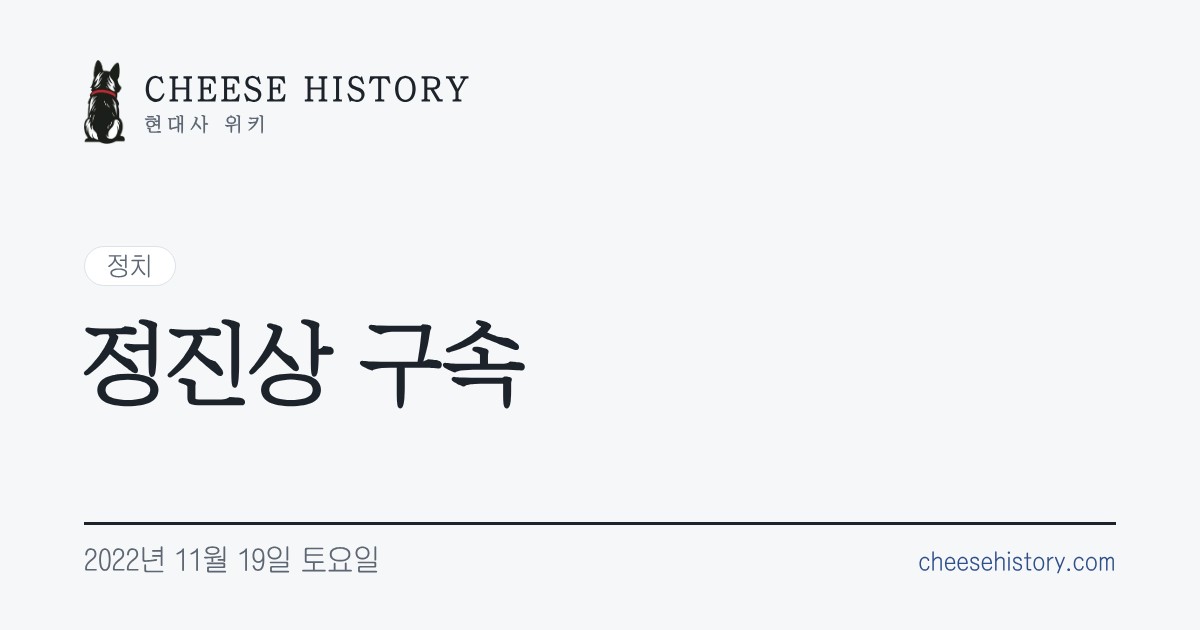 CHEESE HISTORY
현대사 위키
정치
정진상 구속
2022년 11월 19일 토요일
cheesehistory.com